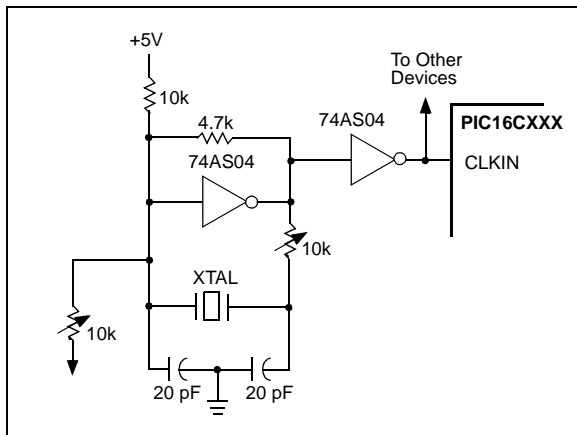 +5V
To Other
Devices
10k
4.7k
74AS04
PIC16CXXX
74AS04
CLKIN
10k
XTAL
10k
20 pF
20 pF